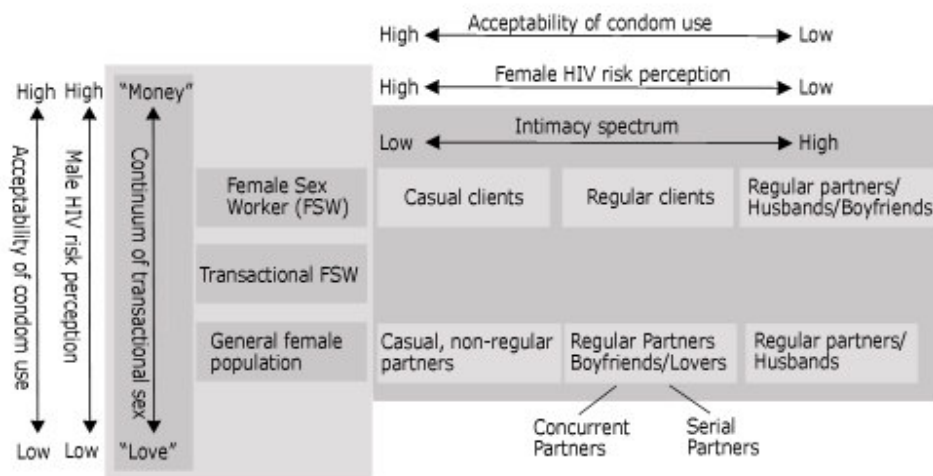 Acceptability of condom use
High
Low
Female HIV risk perception
High
Low
Intimacy spectrum
Low
High
High
High
"Money"
Acceptability of condom use
Male HIV risk perception
Continuum of transactional sex
Low
Low
"Love"
Female Sex
Worker (FSW)
Casual clients
Regular clients
Regular partners/
Husbands/Boyfriends
Transactional FSW
General female
population
Casual, non-regular
partners
Regular Partners
Boyfriends/Lovers
Regular partners/
Husbands
Concurrent
Partners
Serial
Partners